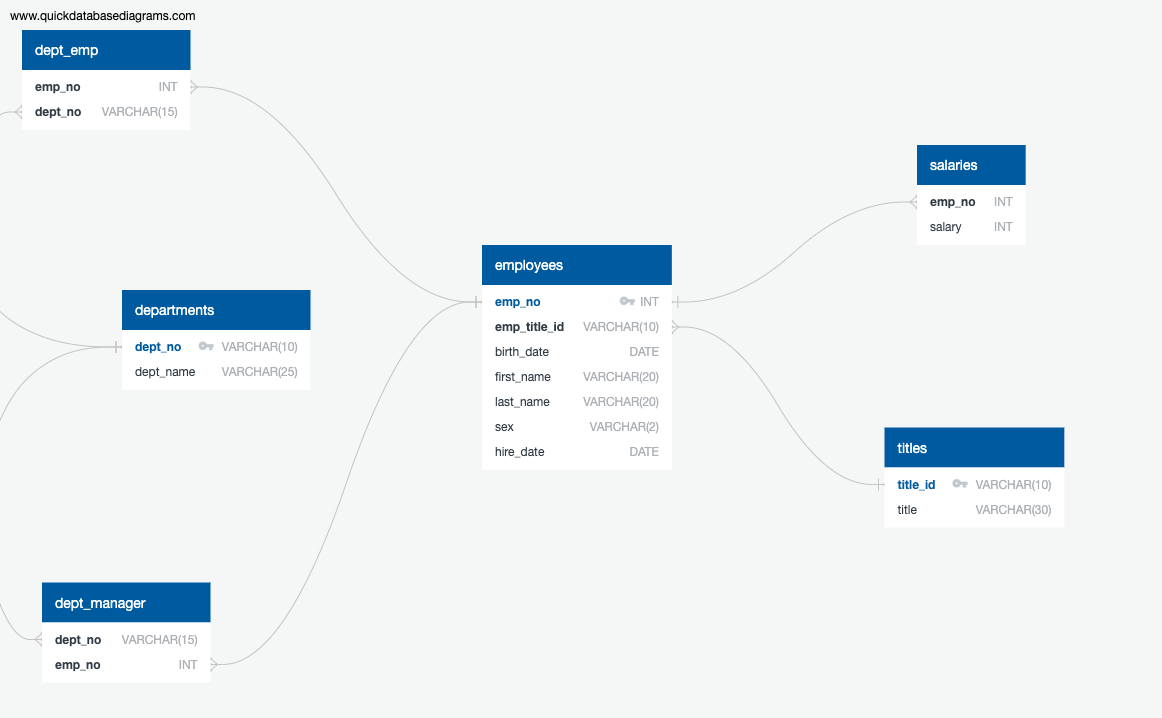 www.quickdatabasediagrams.com
dept_emp
emp_no INT
dept_no VARCHAR(15)
departments
dept_no VARCHAR(10)
dept_name VARCHAR(25)
dept_manager
dept_no VARCHAR(15)
emp_no INT
employees
emp_no INT
emp_title_id VARCHAR(10)
birth_date DATE
first_name VARCHAR(20)
last_name VARCHAR(20)
sex VARCHAR(2)
hire_date DATE
salaries
emp_no INT
salary INT
titles
title_id VARCHAR(10)
title VARCHAR(30)